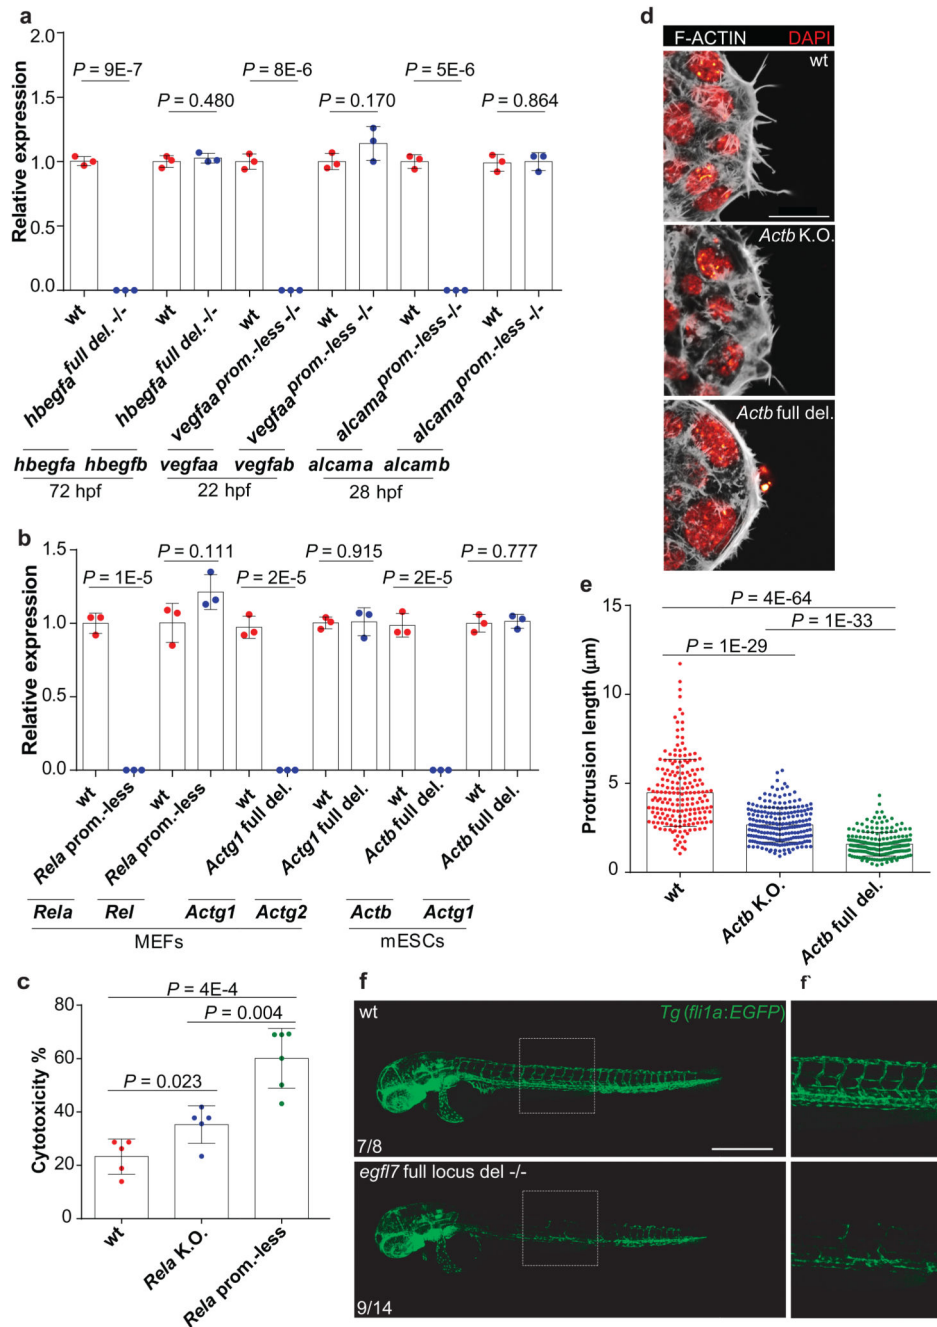 a
2.0
1.5
1.0
0.5
0.0
Relative expression
P = 9E-7
P = 8E-6
P = 5E-6
P = 0.480
P = 0.170
P = 0.864
wt
hbegfa full del. -/-
wt
hbegfa full del. -/-
wt
vegfaa prom.-less -/-
wt
vegfaa prom.-less -/-
wt
alcama prom.-less -/-
wt
alcama prom.-less -/-
hbegfa hbegfb vegfaa vegfab alcama alcamb
72 hpf 22 hpf 28 hpf
b
1.5
1.0
0.5
0.0
Relative expression
P = 0.111
P = 0.915
P = 0.777
P = 1E-5
P = 2E-5
P = 2E-5
wt
Rela prom.-less
wt
Rela prom.-less
wt
Actg1 full del.
wt
Actg1 full del.
wt
Actb full del.
wt
Actb full del.
Rela Rel Actg1 Actg2 Actb Actg1
MEFs mESCs
c
80
60
40
20
0
Cytotoxicity %
P = 4E-4
P = 0.004
P = 0.023
wt
Rela K.O.
Rela prom.-less
d
F-ACTIN DAPI
wt
Actb K.O.
Actb full del.
e
15
10
5
0
Protrusion length (μm)
P = 4E-64
P = 1E-33
P = 1E-29
wt
Actb K.O.
Actb full del.
f
wt
Tg (fli1a:EGFP)
7/8
egfl7 full locus del -/-
9/14
f'